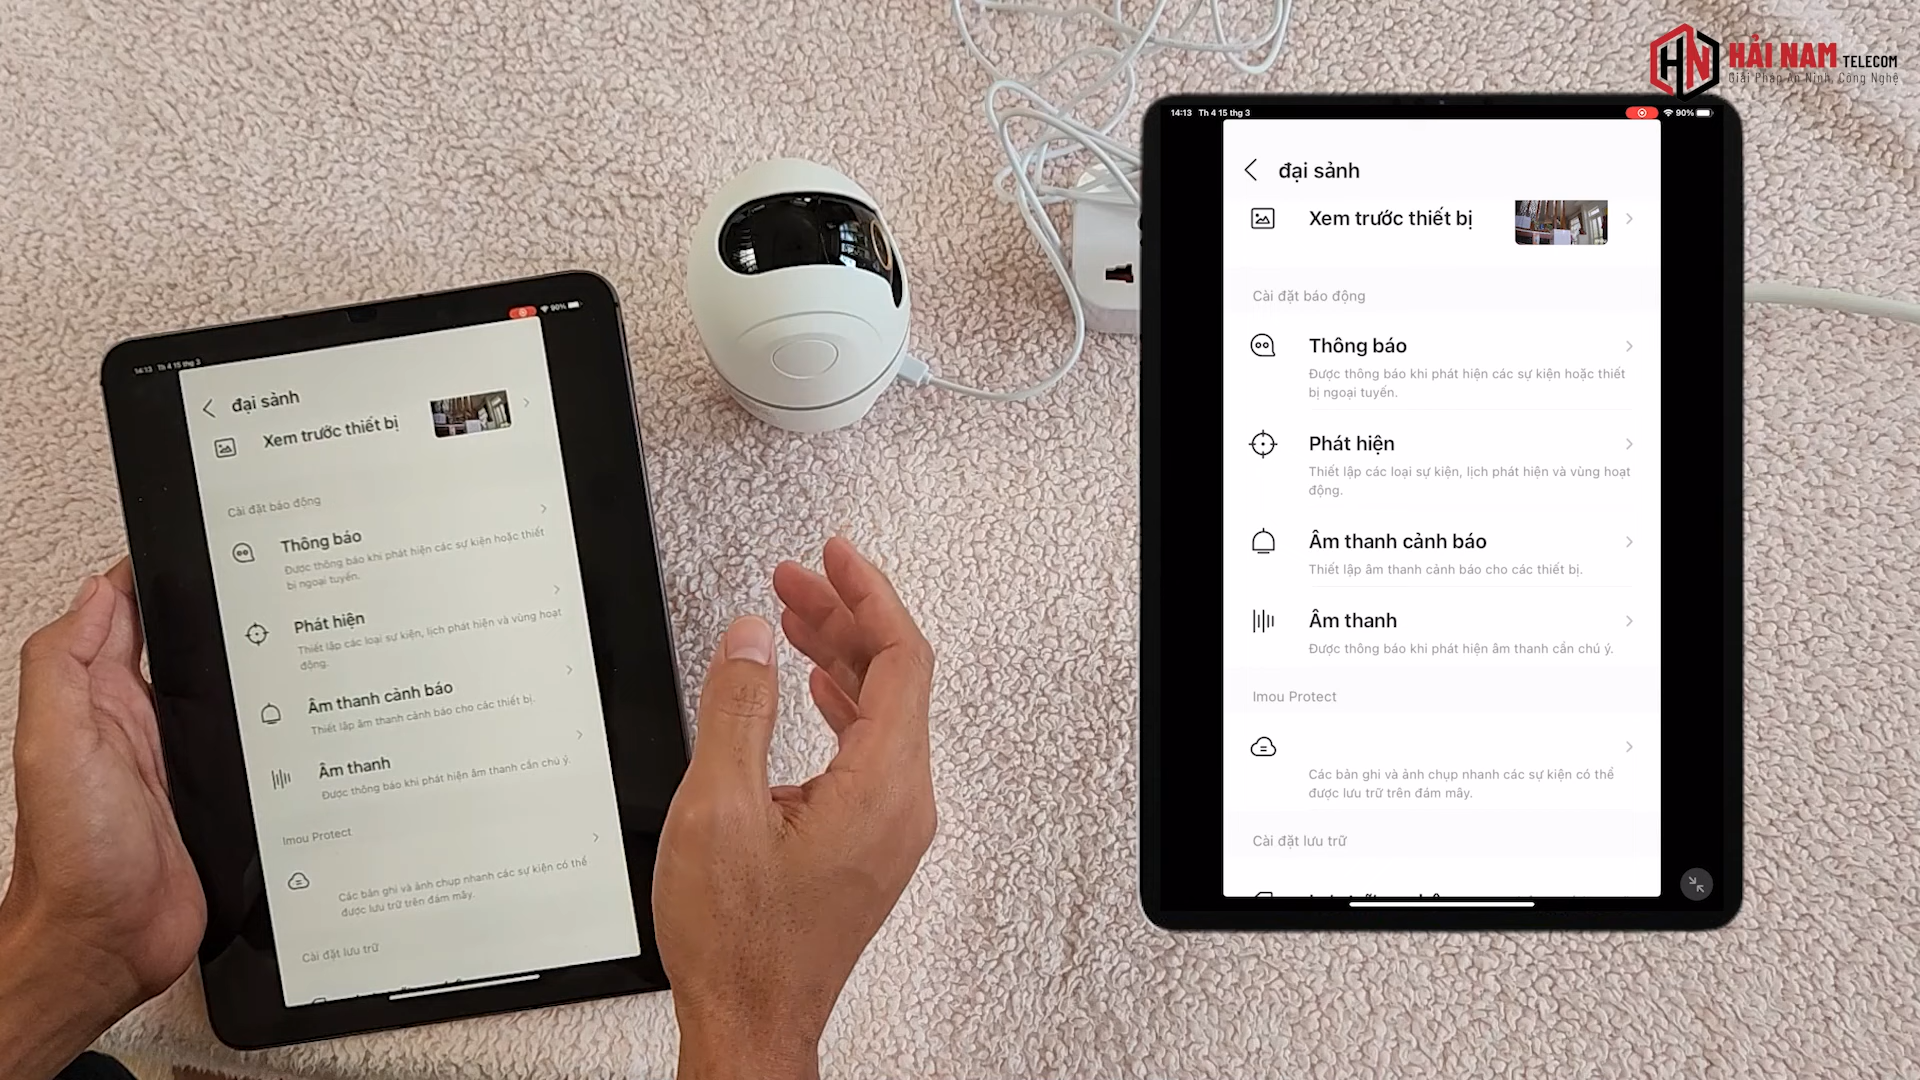 HẢI NAM TELECOM
Giải Pháp An Ninh, Công Nghệ
14:13 Th 4 15 thg 3
90%
đại sảnh
Xem trước thiết bị
Cài đặt báo động
Thông báo
Được thông báo khi phát hiện các sự kiện hoặc thiết
bị ngoại tuyến.
Phát hiện
Thiết lập các loại sự kiện, lịch phát hiện và vùng hoạt
động.
Âm thanh cảnh báo
Thiết lập âm thanh cảnh báo cho các thiết bị.
Âm thanh
Được thông báo khi phát hiện âm thanh cần chú ý.
Imou Protect
Các bản ghi và ảnh chụp nhanh các sự kiện có thể
được lưu trữ trên đám mây.
Cài đặt lưu trữ
14:13 Th 4 15 thg 3
90%
đại sảnh
Xem trước thiết bị
Cài đặt báo động
Thông báo
Được thông báo khi phát hiện các sự kiện hoặc thiết
bị ngoại tuyến.
Phát hiện
Thiết lập các loại sự kiện, lịch phát hiện và vùng hoạt
động.
Âm thanh cảnh báo
Thiết lập âm thanh cảnh báo cho các thiết bị.
Âm thanh
Được thông báo khi phát hiện âm thanh cần chú ý.
Imou Protect
Các bản ghi và ảnh chụp nhanh các sự kiện có thể
được lưu trữ trên đám mây.
Cài đặt lưu trữ